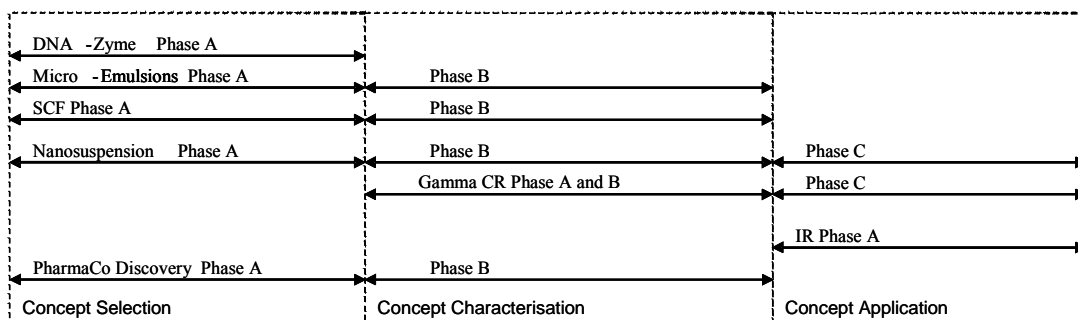 DNA -Zyme Phase A
Micro -Emulsions Phase A Phase B
SCF Phase A Phase B
Nanosuspension Phase A Phase B Phase C
Gamma CR Phase A and B Phase C
IR Phase A
PharmaCo Discovery Phase A Phase B
Concept Selection Concept Characterisation Concept Application